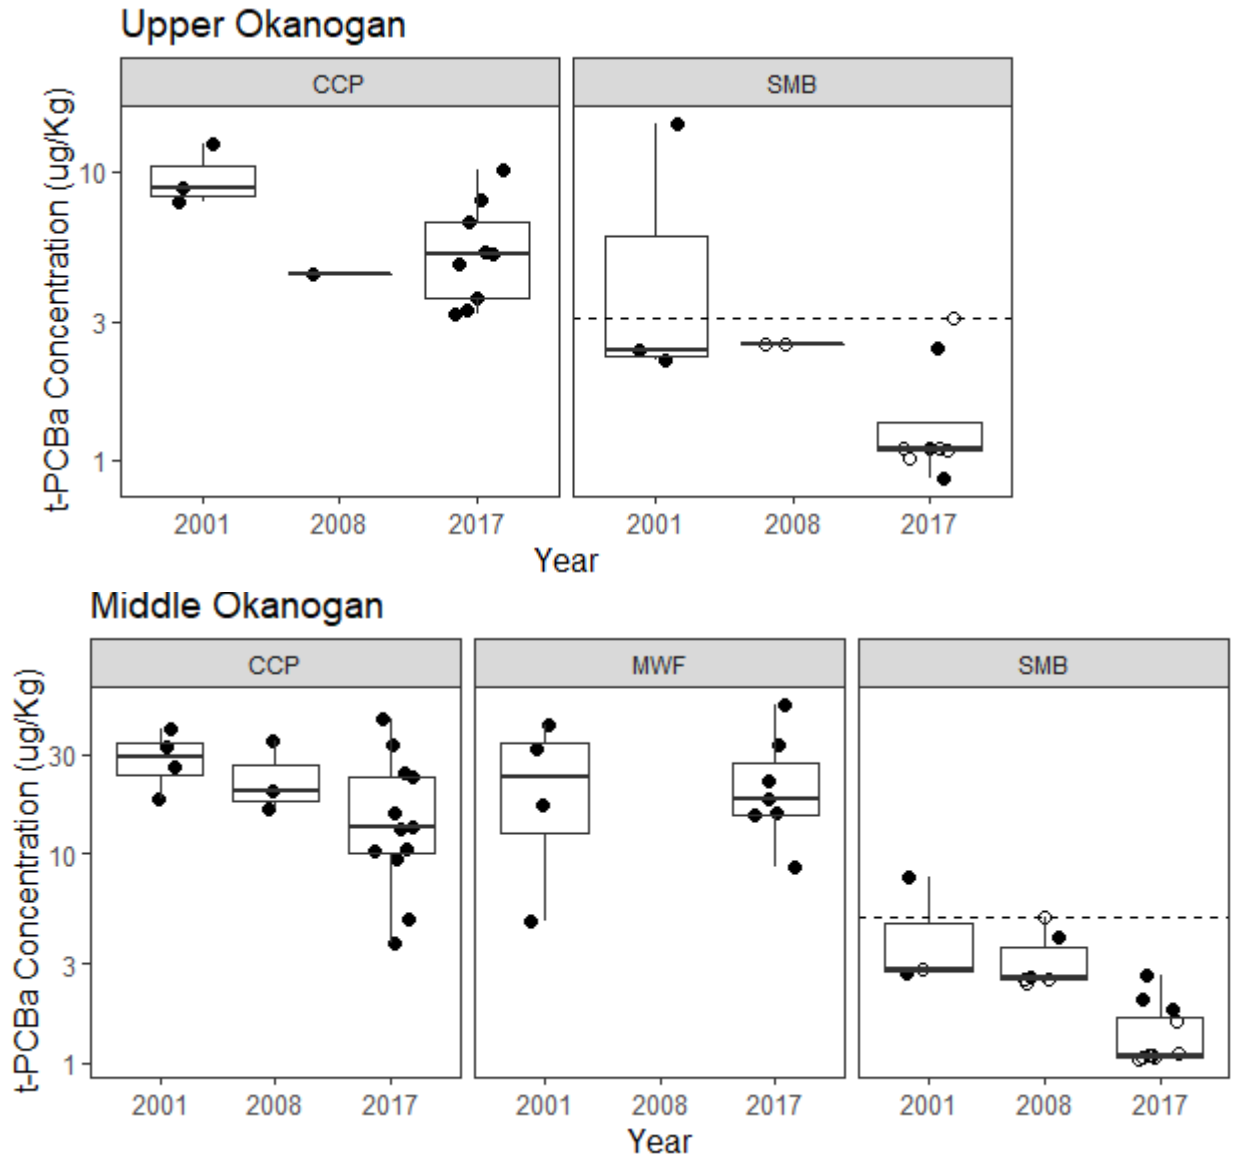 Upper Okanogan
CCP SMB
t-PCBa Concentration (ug/Kg)
10
3
1
2001 2008 2017 2001 2008 2017
Year
Middle Okanogan
CCP MWF SMB
t-PCBa Concentration (ug/Kg)
30
10
3
1
2001 2008 2017 2001 2008 2017 2001 2008 2017
Year